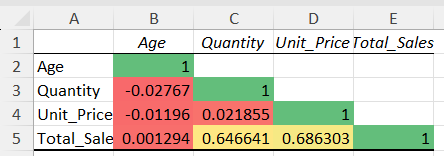 A B C D E
1 Age Quantity Unit_Price Total_Sales
2 Age 1
3 Quantity -0.02767 1
4 Unit_Price -0.01196 0.021855 1
5 Total_Sale 0.001294 0.646641 0.686303 1